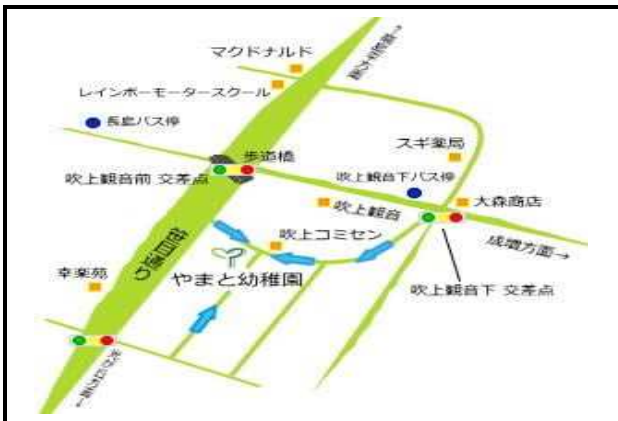 マクドナルド
レインボーモータースクール
長底バス停
歩道橋
スギ薬局
吹上観音前 交差点
吹上観音下バス停
大森商店
吹上観音
吹上コミセン
成増方面→
幸楽苑
やまと幼稚園
吹上観音下 交差点